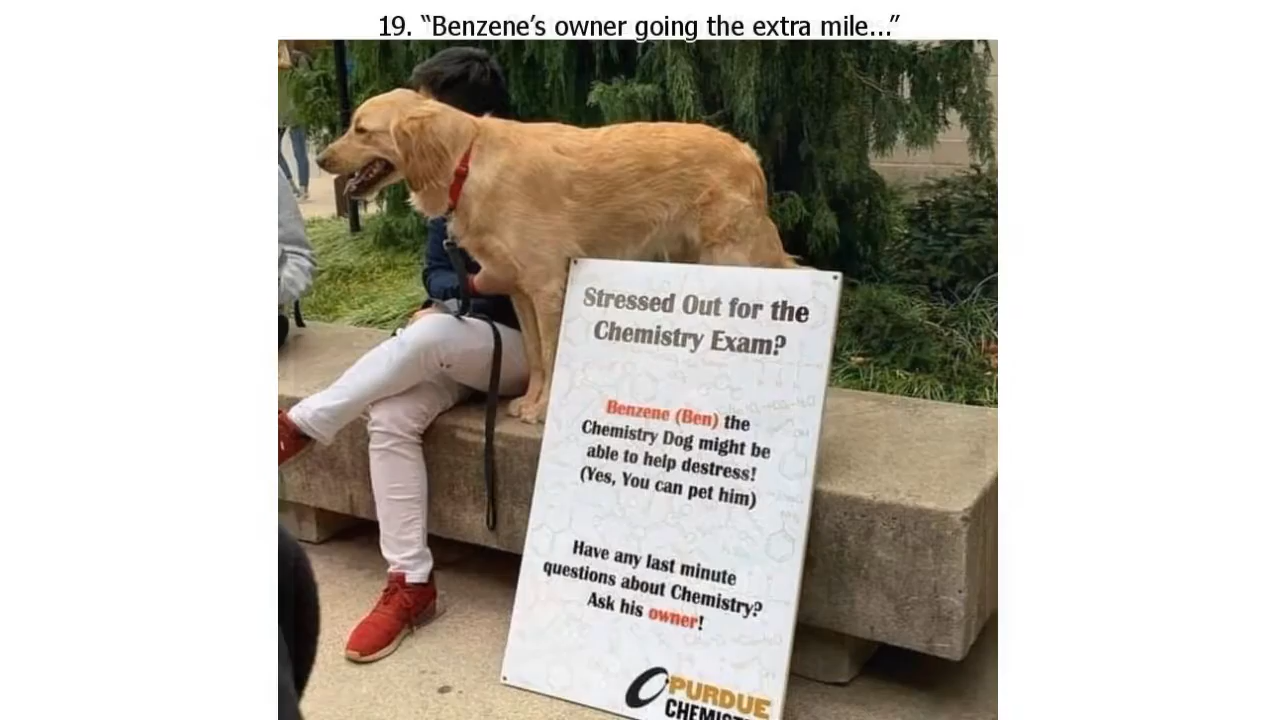 19. “Benzene’s owner going the extra mile...”
Stressed Out for the
Chemistry Exam?
Benzene (Ben) the
Chemistry Dog might be
able to help destress!
(Yes, You can pet him)
Have any last minute
questions about Chemistry?
Ask his owner!
PURDUE